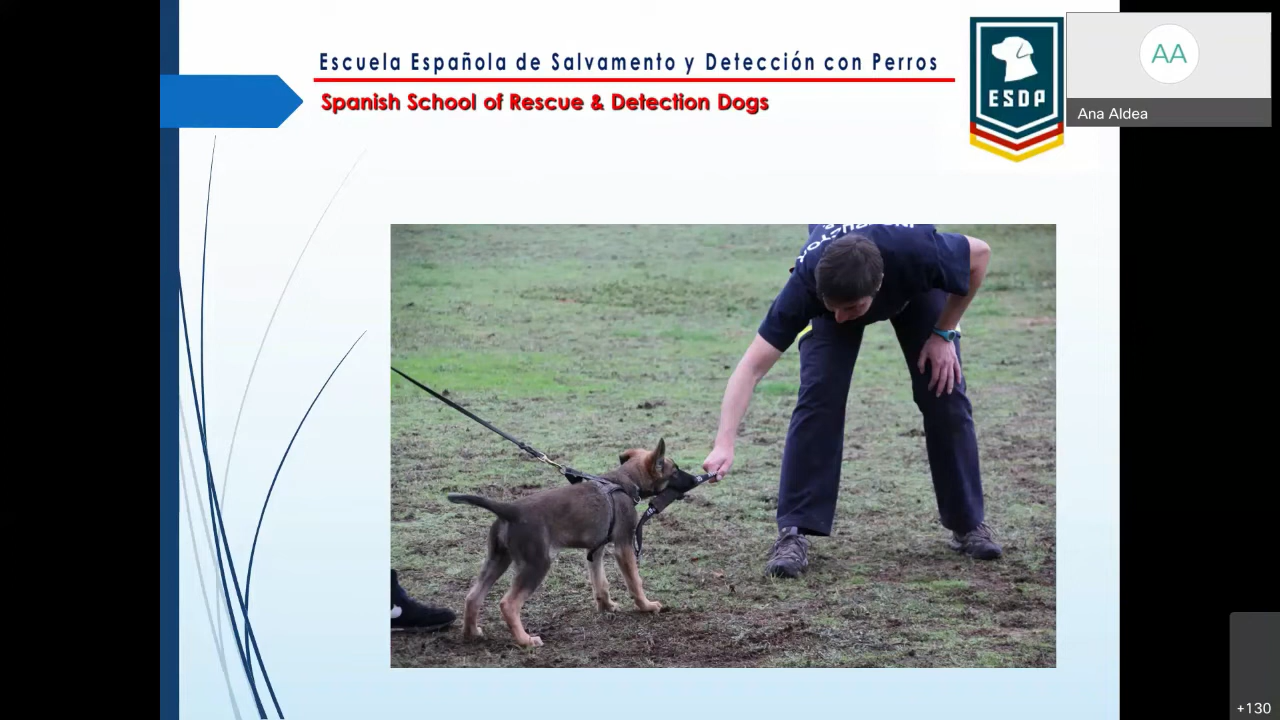 Escuela Española de Salvamento y Detección con Perros
Spanish School of Rescue & Detection Dogs
ESDP
AA
Ana Aldea
+130